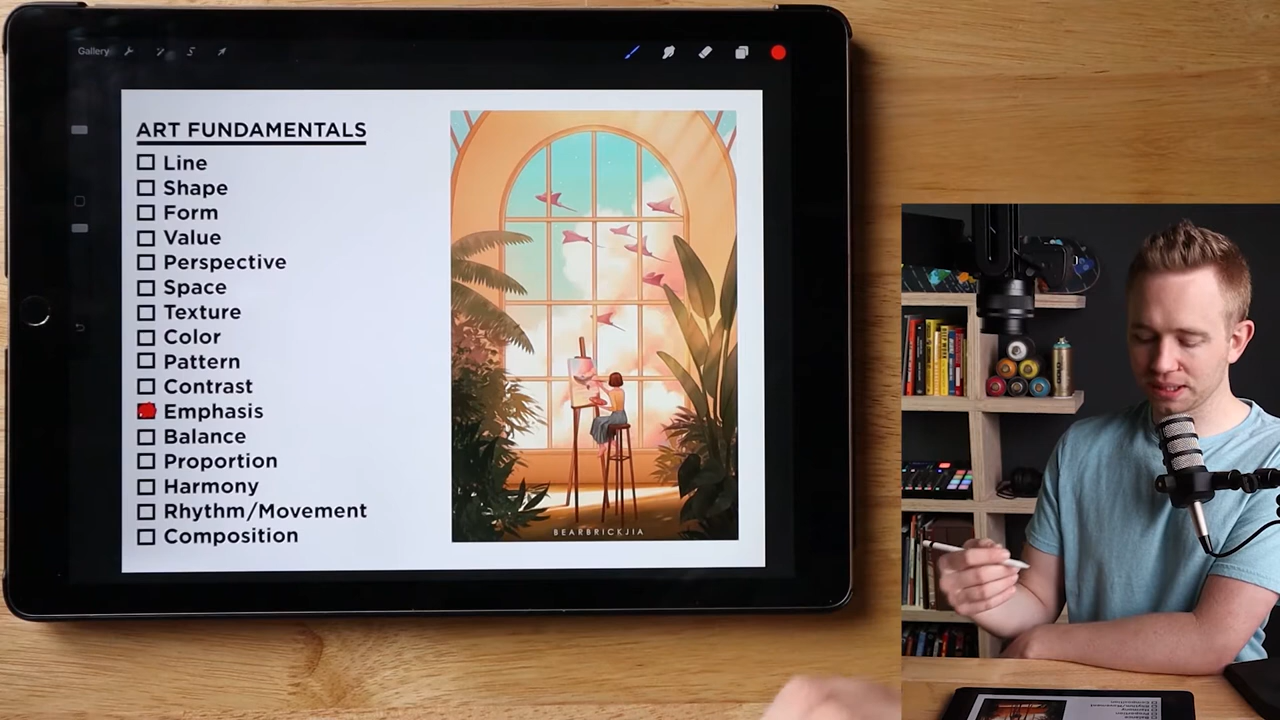 Gallery
ART FUNDAMENTALS
Line
Shape
Form
Value
Perspective
Space
Texture
Color
Pattern
Contrast
Emphasis
Balance
Proportion
Harmony
Rhythm/Movement
Composition
BEARBRICKJIA